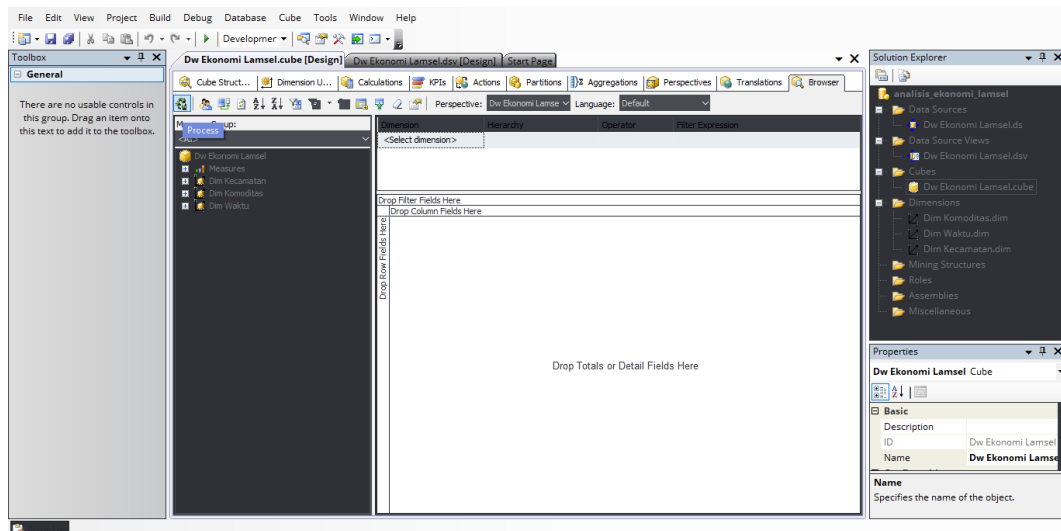 File Edit View Project Build Debug Database Cube Tools Window Help
Developmer
Toolbox
General
There are no usable controls in
this group. Drag an item onto
this text to add it to the toolbox.
Dw Ekonomi Lamsel.cube [Design] Dw Ekonomi Lamsel.dsv [Design] Start Page
Cube Struct... Dimension U... Calculations KPIs Actions Partitions Aggregations Perspectives Translations Browser
Perspective: Dw Ekonomi Lamse Language: Default
Process
<All>
Dw Ekonomi Lamsel
Measures
Dim Kecamatan
Dim Komoditas
Dim Waktu
Dimension Hierarchy Operator Filter Expression
<Select dimension>
Drop Filter Fields Here
Drop Column Fields Here
Drop Row Fields Here
Drop Totals or Detail Fields Here
Solution Explorer
analisis_ekonomi_lamsel
Data Sources
Dw Ekonomi Lamsel.ds
Data Source Views
Dw Ekonomi Lamsel.dsv
Cubes
Dw Ekonomi Lamsel.cube
Dimensions
Dim Komoditas.dim
Dim Waktu.dim
Dim Kecamatan.dim
Mining Structures
Roles
Assemblies
Miscellaneous
Properties
Dw Ekonomi Lamsel Cube
Basic
Description
ID Dw Ekonomi Lamsel
Name Dw Ekonomi Lamse
Name
Specifies the name of the object.